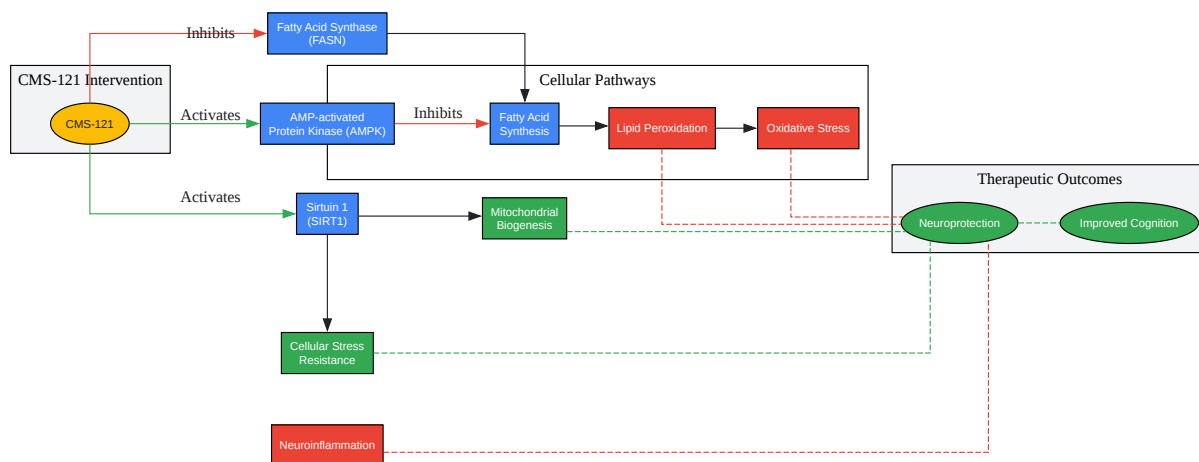 Inhibits
Fatty Acid Synthase
(FASN)
CMS-121 Intervention
CMS-121
Activates
AMP-activated
Protein Kinase (AMPK)
Inhibits
Cellular Pathways
Fatty Acid
Synthesis
Lipid Peroxidation
Oxidative Stress
Activates
Sirtuin 1
(SIRT1)
Mitochondrial
Biogenesis
Therapeutic Outcomes
Neuroprotection
Improved Cognition
Cellular Stress
Resistance
Neuroinflammation